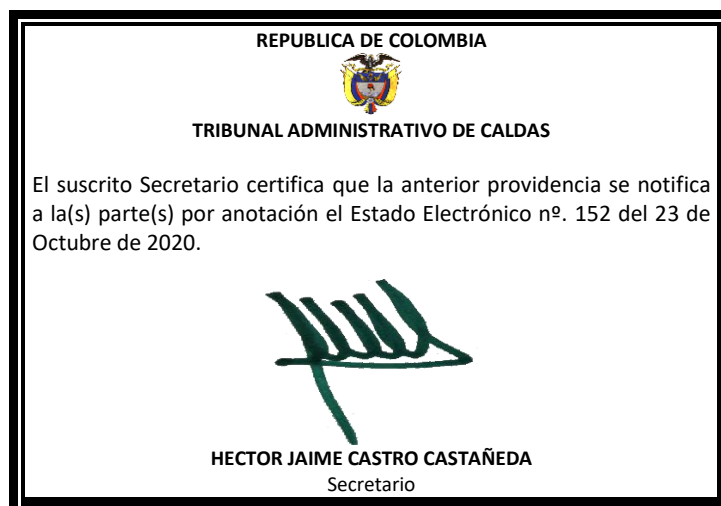 REPUBLICA DE COLOMBIA
TRIBUNAL ADMINISTRATIVO DE CALDAS
El suscrito Secretario certifica que la anterior providencia se notifica
a la(s) parte(s) por anotación el Estado Electrónico nº. 152 del 23 de
Octubre de 2020.
HECTOR JAIME CASTRO CASTAÑEDA
Secretario